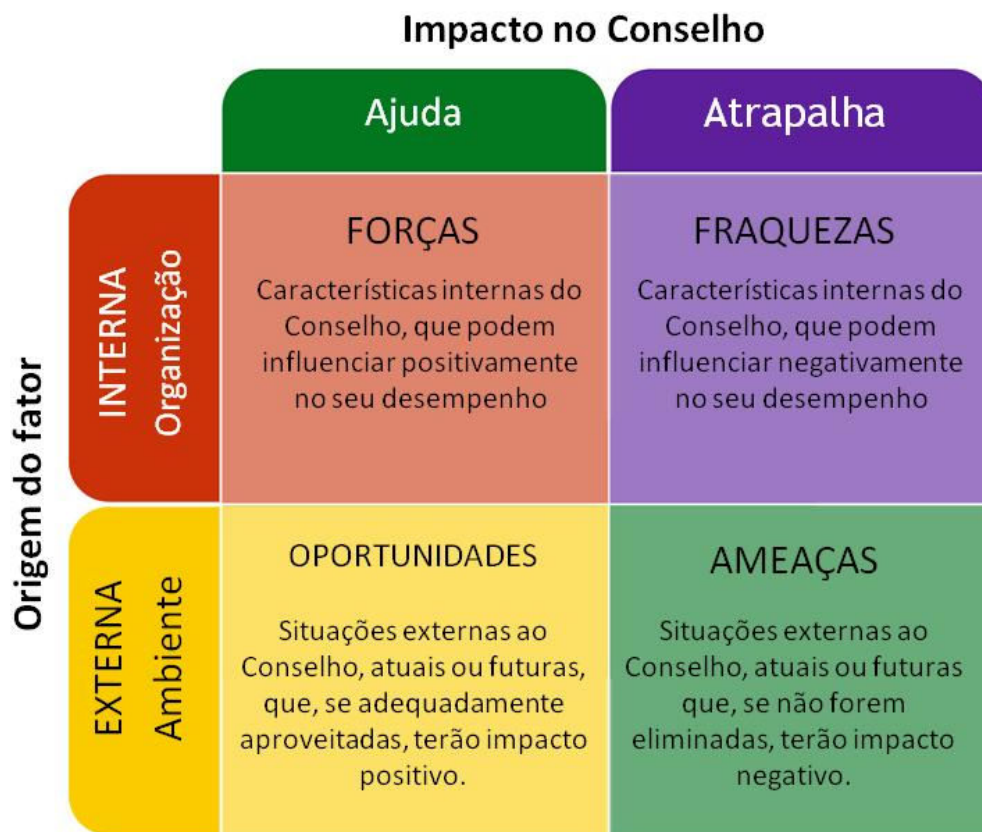 Impacto no Conselho
Ajuda
Atrapalha
Origem do fator
INTERNA
Organização
FORÇAS
Características internas do
Conselho, que podem
influenciar positivamente
no seu desempenho
FRAQUEZAS
Características internas do
Conselho, que podem
influenciar negativamente
no seu desempenho
EXTERNA
Ambiente
OPORTUNIDADES
Situações externas ao
Conselho, atuais ou futuras,
que, se adequadamente
aproveitadas, terão impacto
positivo.
AMEAÇAS
Situações externas ao
Conselho, atuais ou futuras
que, se não forem
eliminadas, terão impacto
negativo.